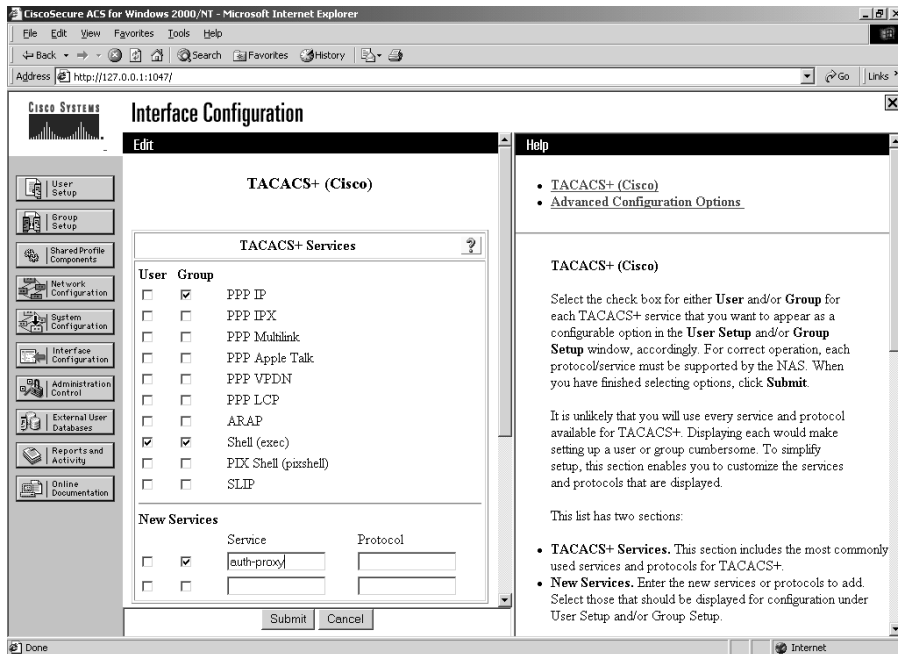 CiscoSecure ACS for Windows 2000/NT - Microsoft Internet Explorer
File Edit View Favorites Tools Help
Back Search Favorites History
Address http://127.0.0.1:1047/ Go Links
CISCO SYSTEMS
User Setup
Group Setup
Shared Profile Components
Network Configuration
System Configuration
Interface Configuration
Administration Control
External User Databases
Reports and Activity
Online Documentation
Interface Configuration
Edit
TACACS+ (Cisco)
TACACS+ Services ?
User Group
PPP IP
PPP IPX
PPP Multilink
PPP Apple Talk
PPP VPDN
PPP LCP
ARAP
Shell (exec)
PIX Shell (pixshell)
SLIP
New Services
Service Protocol
auth-proxy
Submit Cancel
Help
TACACS+ (Cisco)
Advanced Configuration Options
TACACS+ (Cisco)
Select the check box for either User and/or Group for
each TACACS+ service that you want to appear as a
configurable option in the User Setup and/or Group
Setup window, accordingly. For correct operation, each
protocol/service must be supported by the NAS. When
you have finished selecting options, click Submit.
It is unlikely that you will use every service and protocol
available for TACACS+. Displaying each would make
setting up a user or group cumbersome. To simplify
setup, this section enables you to customize the services
and protocols that are displayed.
This list has two sections:
TACACS+ Services. This section includes the most commonly
used services and protocols for TACACS+.
New Services. Enter the new services or protocols to add.
Select those that should be displayed for configuration under
User Setup and/or Group Setup.
Done Internet